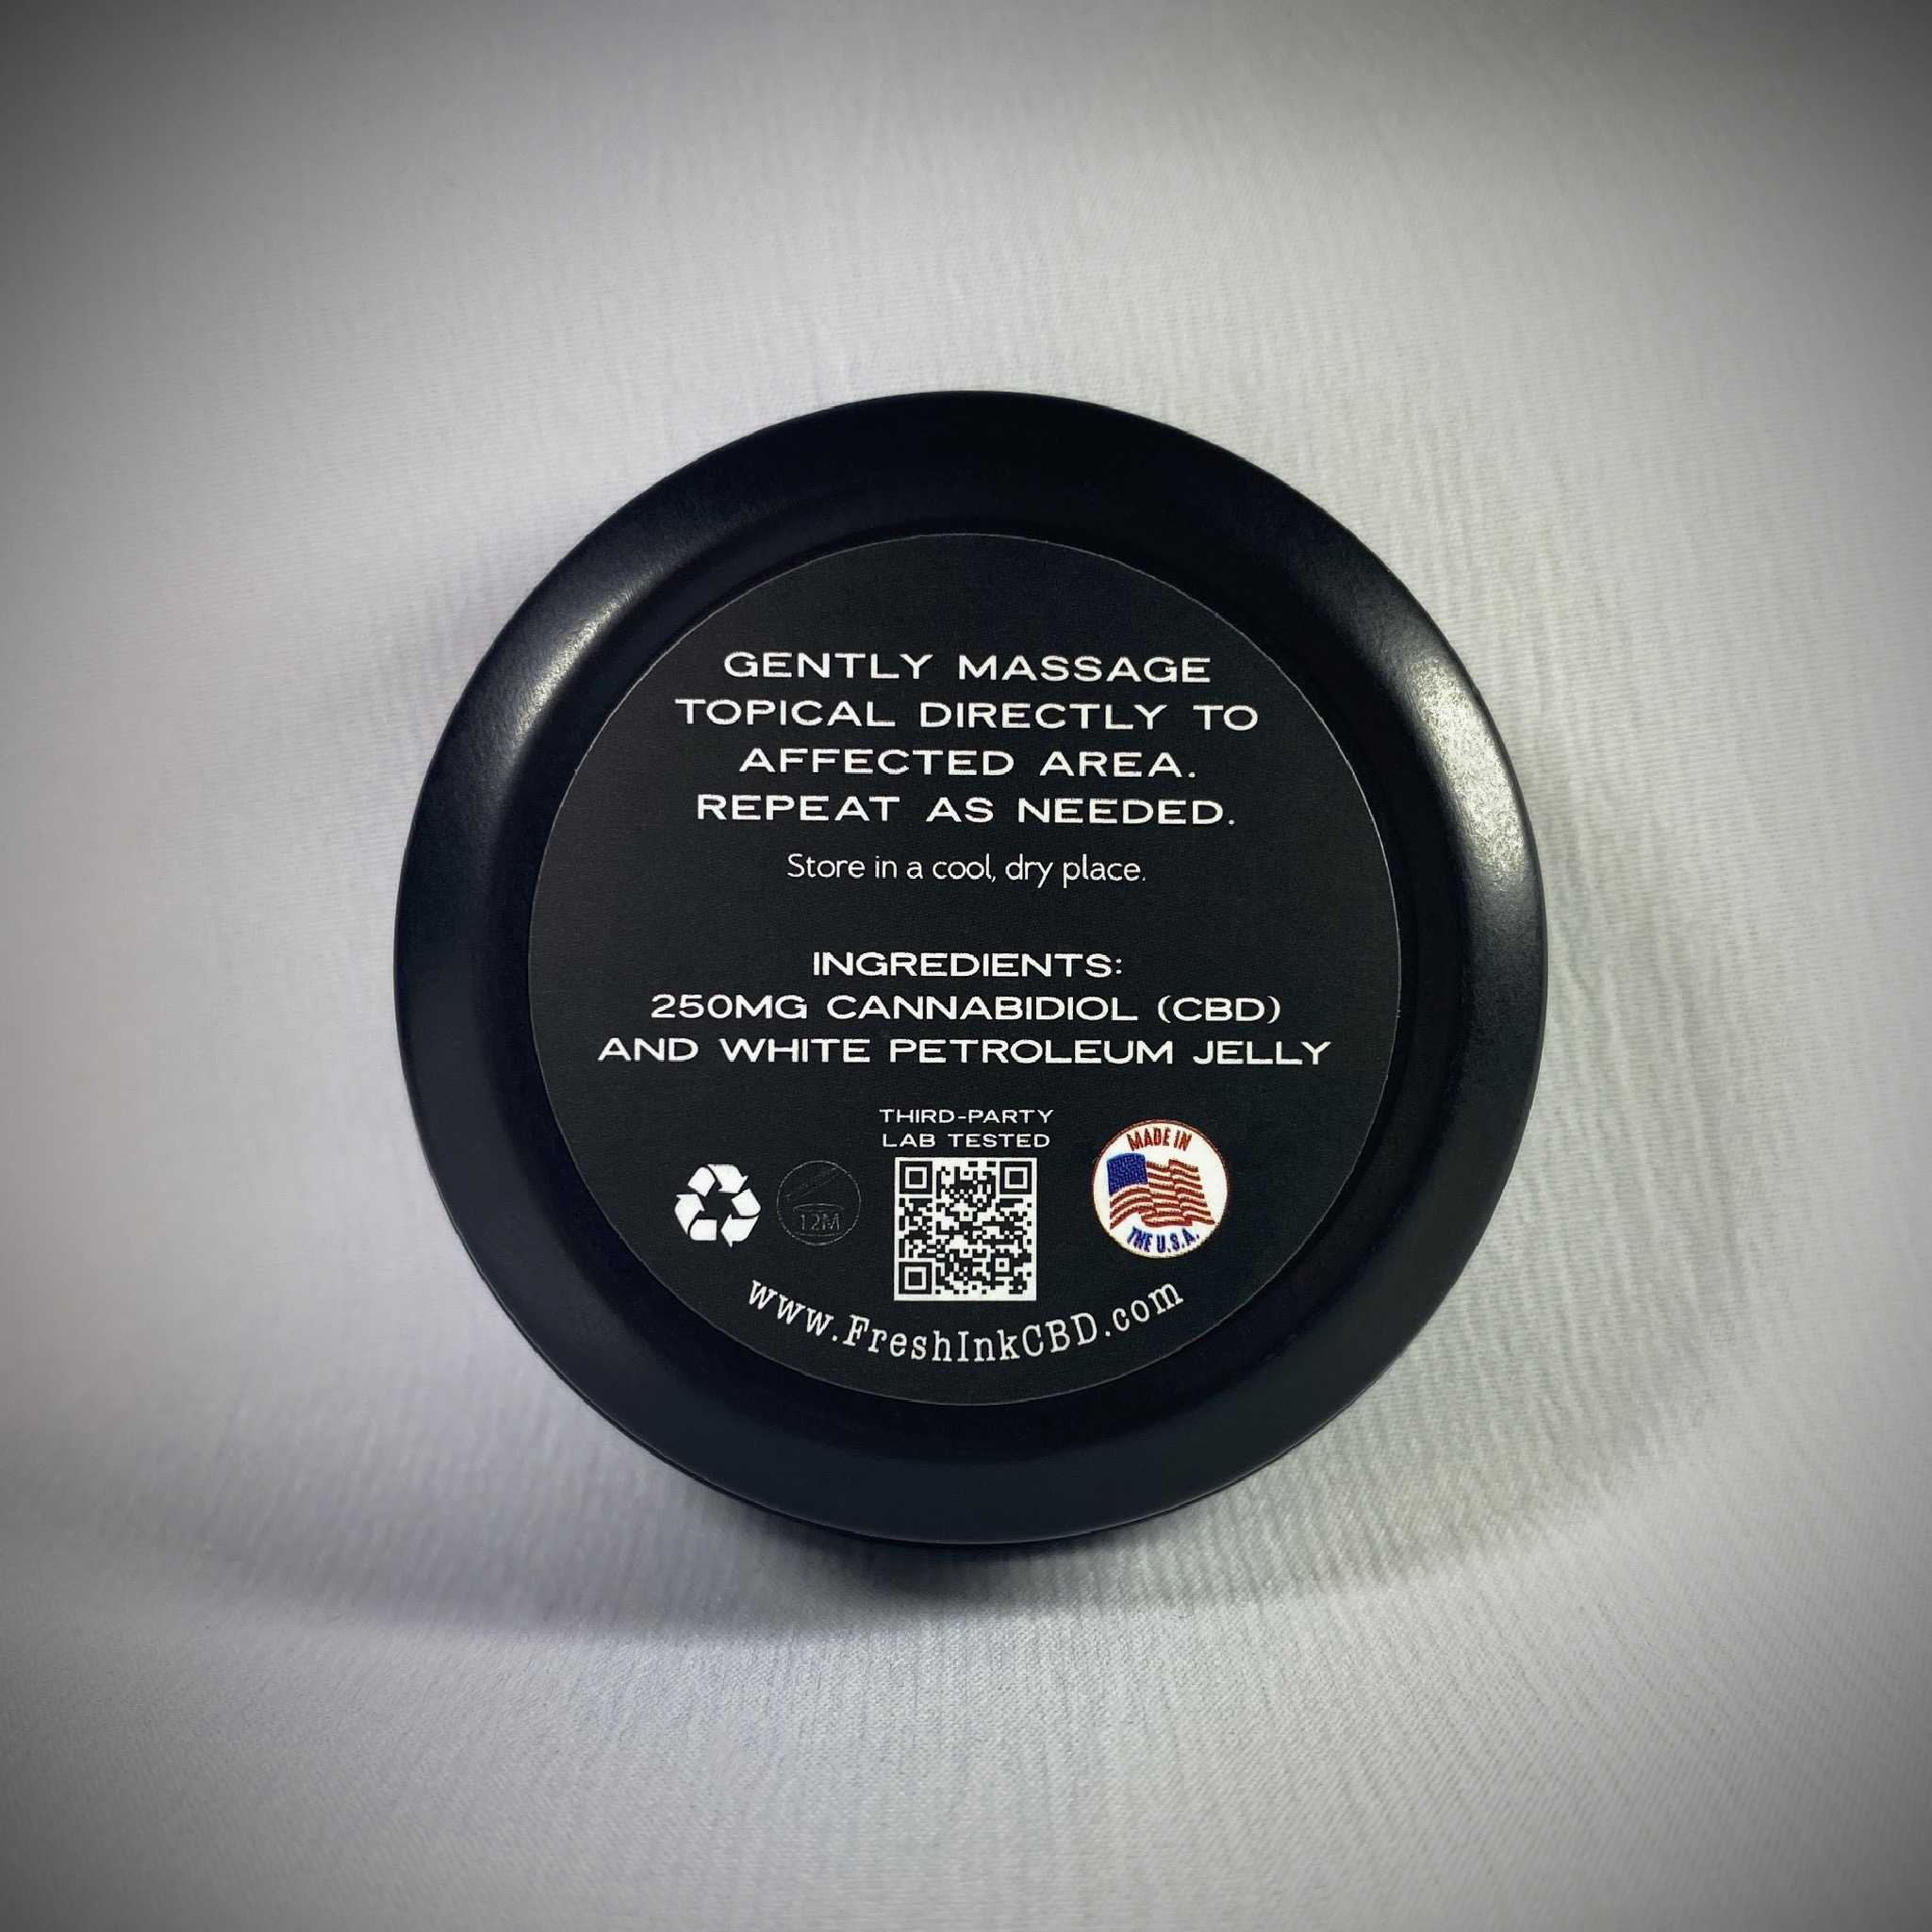 GENTLY MASSAGE
TOPICAL DIRECTLY TO
AFFECTED AREA.
REPEAT AS NEEDED.
Store in a cool, dry place.
INGREDIENTS:
250MG CANNABIDIOL (CBD)
AND WHITE PETROLEUM JELLY
THIRD-PARTY
LAB TESTED
12M
MADE IN
THE U.S.A.
www.FreshInkCBD.com